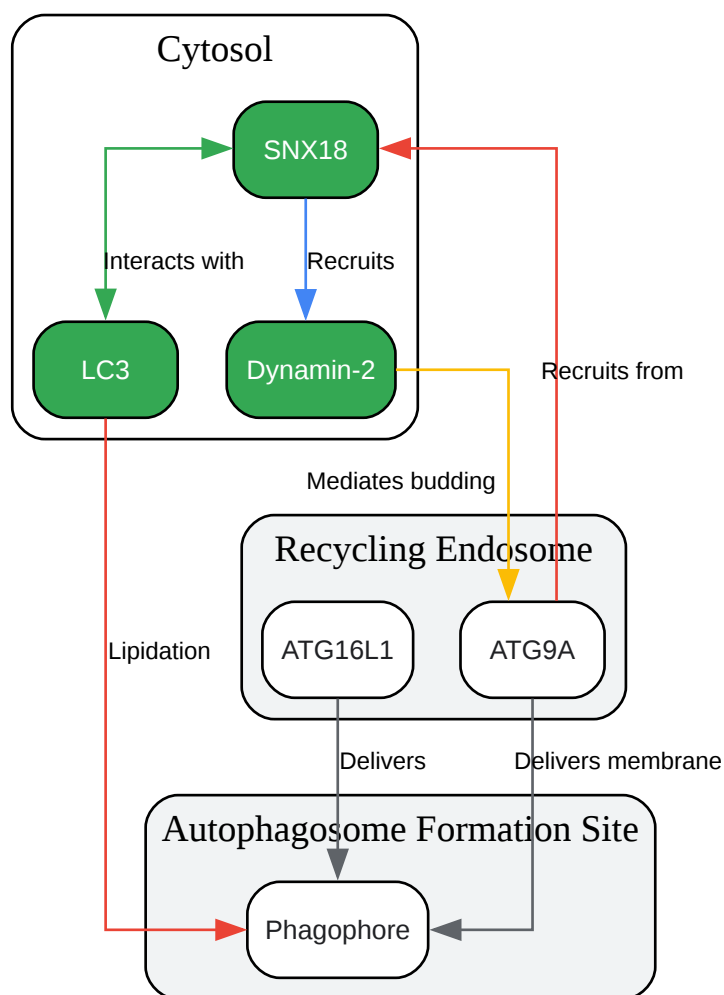 Cytosol
SNX18
Interacts with
Recruits
LC3
Dynamin-2
Recruits from
Mediates budding
Recycling Endosome
ATG16L1
ATG9A
Lipidation
Delivers
Delivers membrane
Autophagosome Formation Site
Phagophore